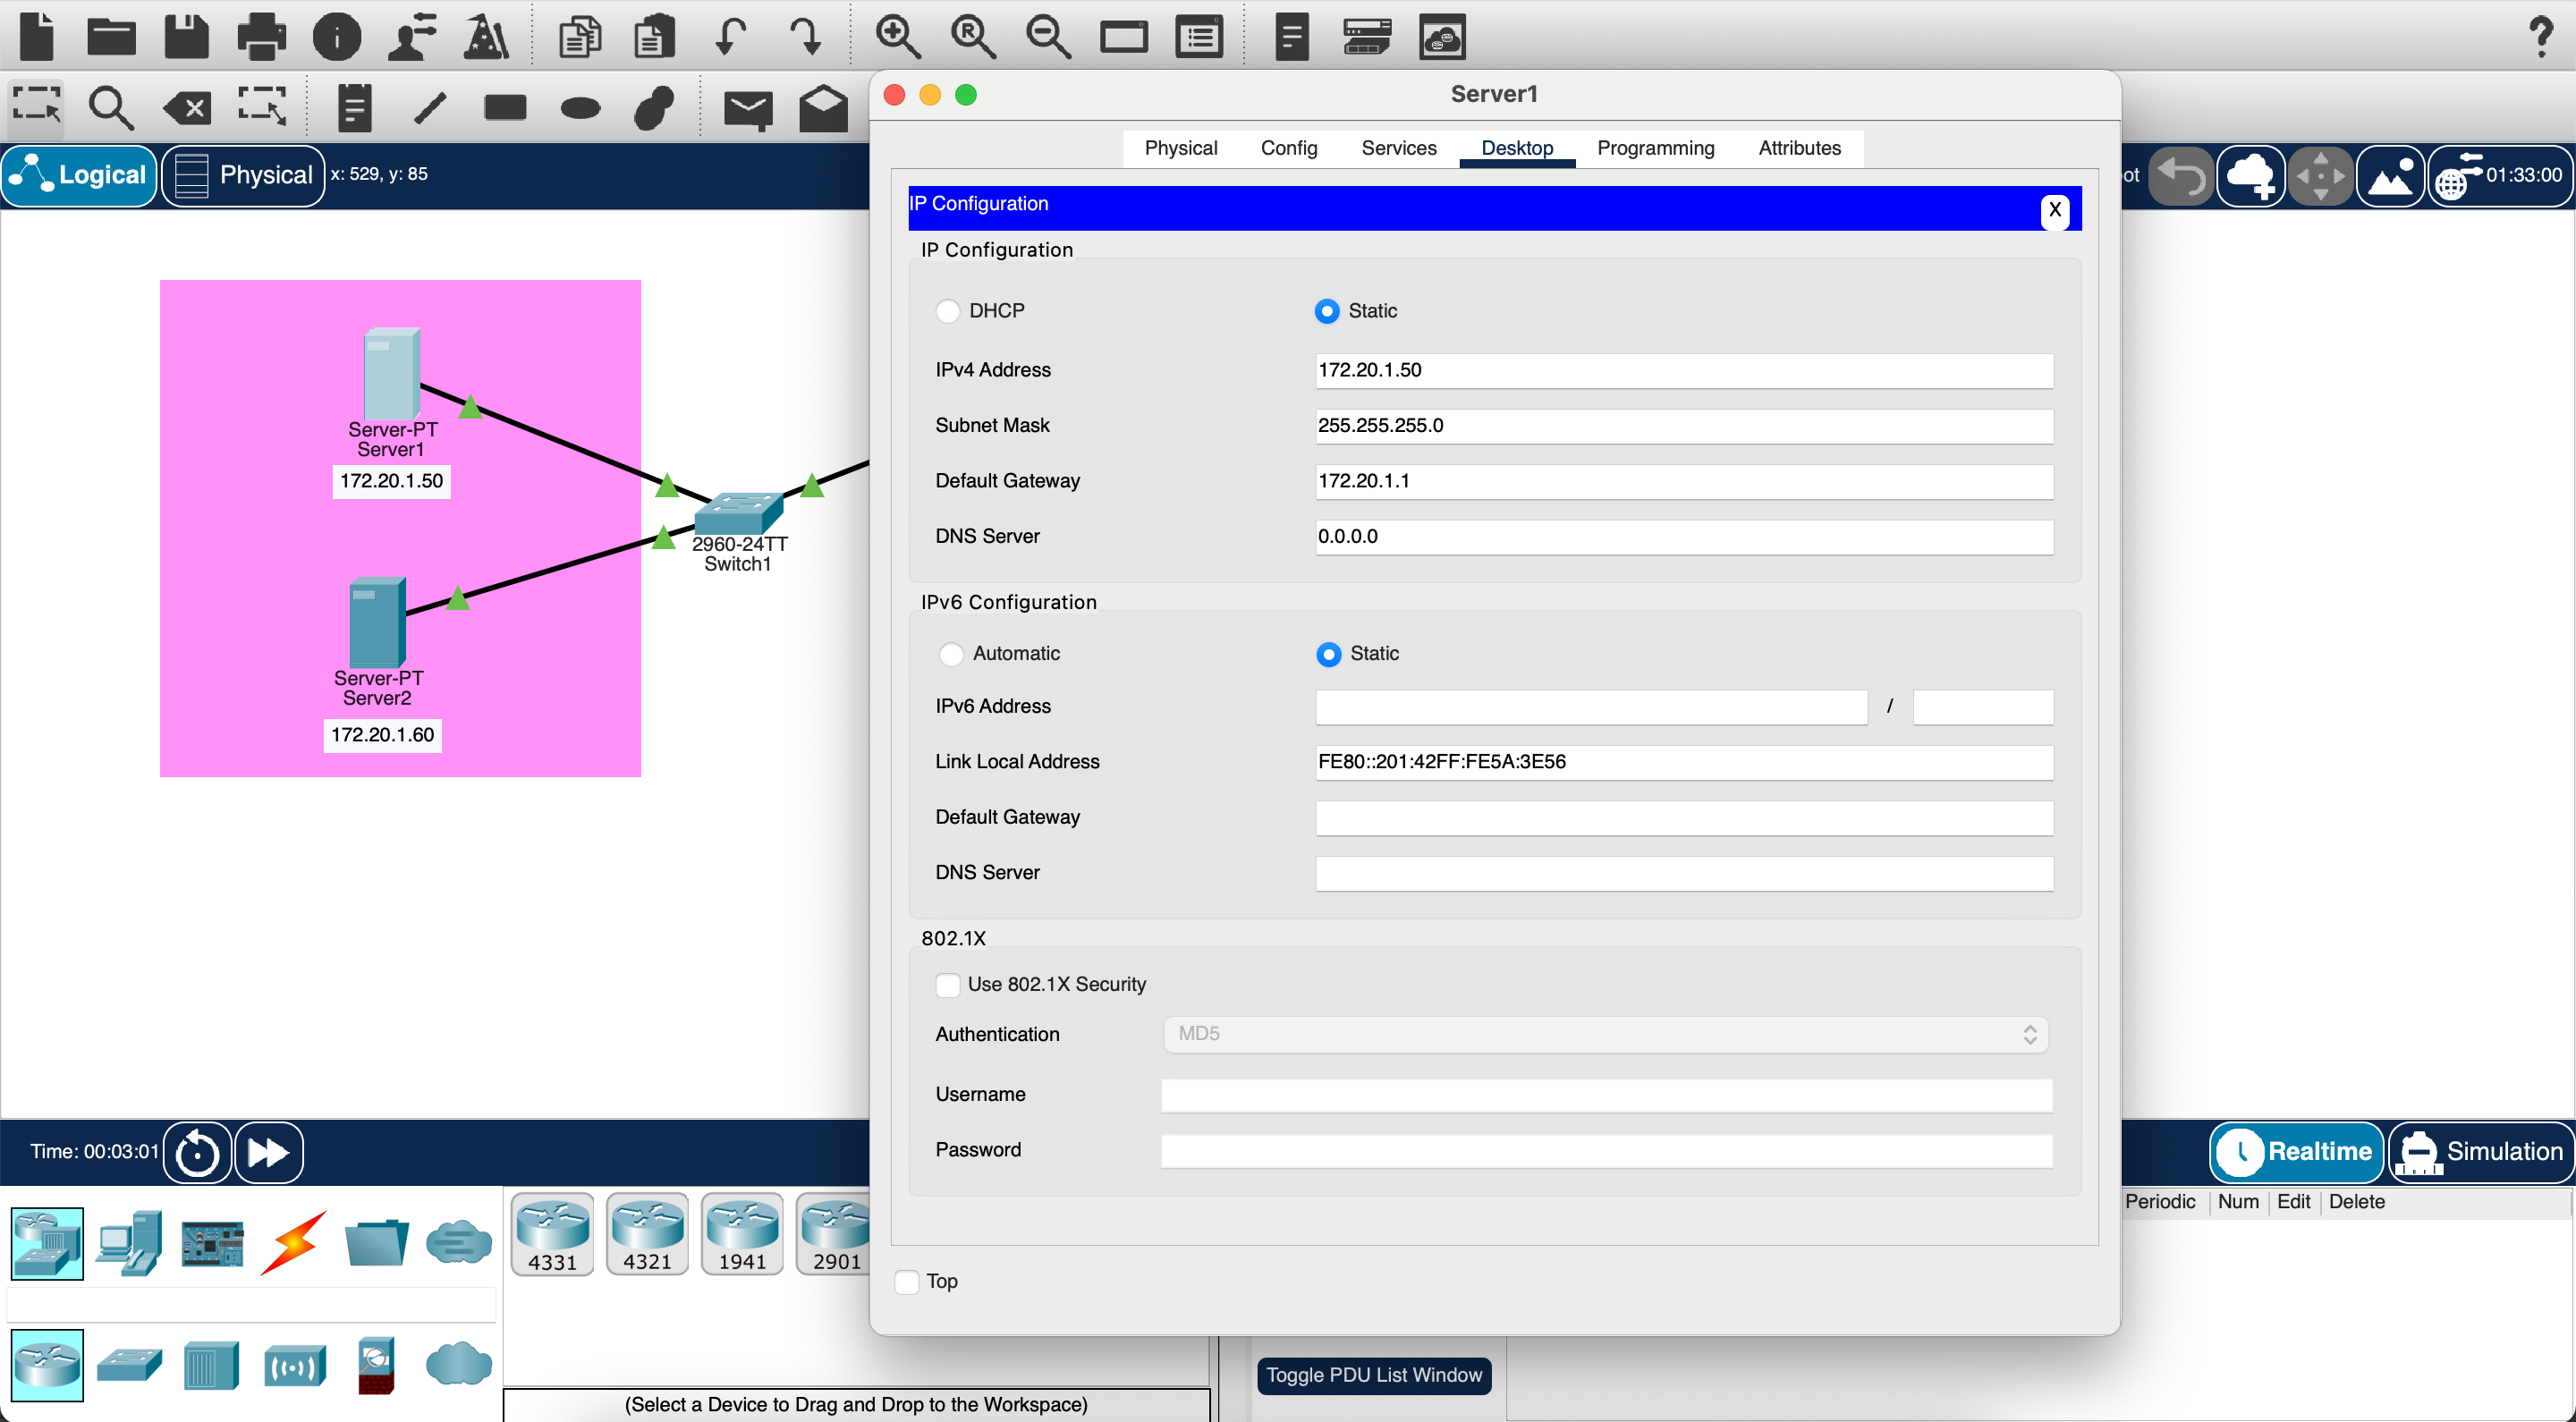 Server1
Physical Config Services Desktop Programming Attributes
Logical
Physical
x: 529, y: 85
ot
01:33:00
IP Configuration
X
IP Configuration
DHCP
Static
IPv4 Address
172.20.1.50
Subnet Mask
255.255.255.0
Default Gateway
172.20.1.1
DNS Server
0.0.0.0
IPv6 Configuration
Automatic
Static
IPv6 Address
/
Link Local Address
FE80::201:42FF:FE5A:3E56
Default Gateway
DNS Server
802.1X
Use 802.1X Security
Authentication
MD5
Username
Password
Top
Server-PT
Server1
172.20.1.50
2960-24TT
Switch1
Server-PT
Server2
172.20.1.60
Time: 00:03:01
Realtime
Simulation
Periodic Num Edit Delete
4331
4321
1941
2901
Toggle PDU List Window
(Select a Device to Drag and Drop to the Workspace)